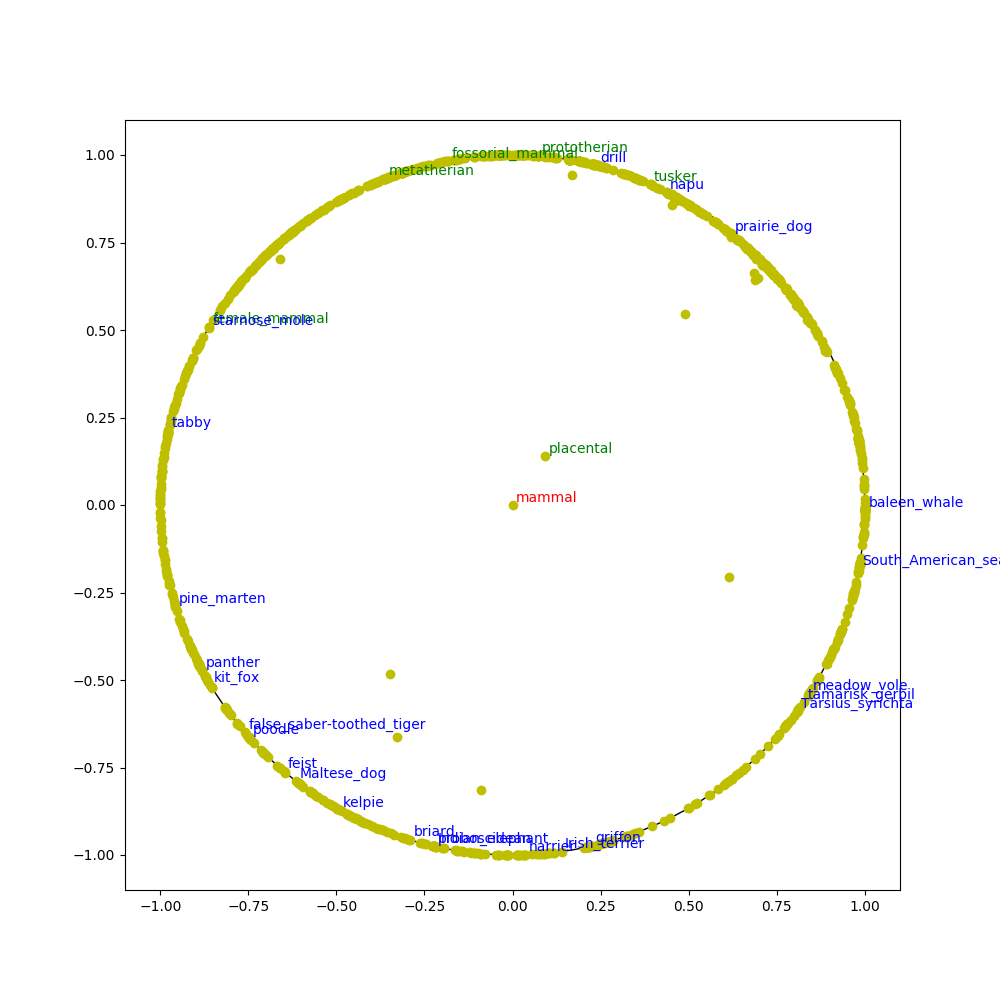 1.00
0.75
0.50
0.25
0.00
−0.25
−0.50
−0.75
−1.00
prototherian
fossorial_mammal
drill
metatherian
tusker
napu
prairie_dog
female_mammal
starnose_mole
tabby
placental
mammal
baleen_whale
South_American_sea
pine_marten
panther
kit_fox
meadow_vole
tamarisk_gerbil
Tarsius_syrichta
false_saber-toothed_tiger
poodle
feist
Maltese_dog
kelpie
briard
Indian_elephant
proboscidean
griffon
Irish_terrier
harrier
−1.00
−0.75
−0.50
−0.25
0.00
0.25
0.50
0.75
1.00